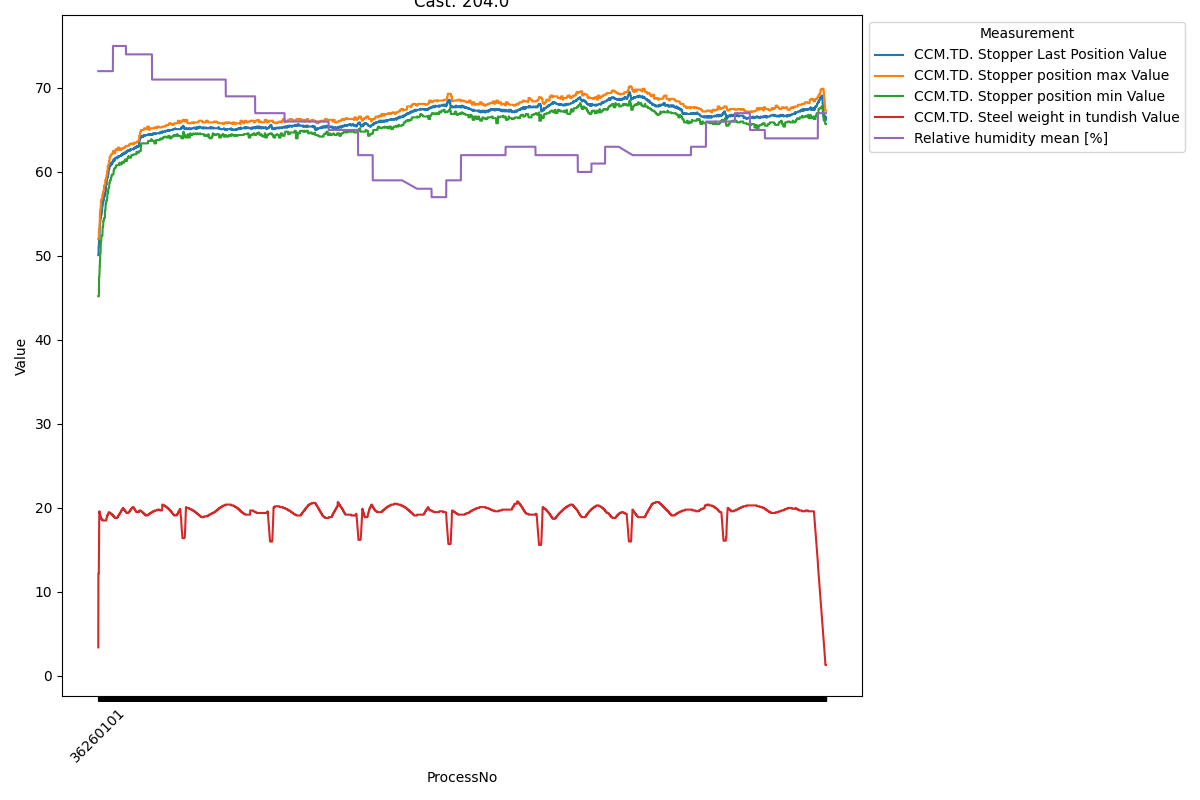 Cast: 204.0
Measurement
CCM.TD. Stopper Last Position Value
CCM.TD. Stopper position max Value
CCM.TD. Stopper position min Value
CCM.TD. Steel weight in tundish Value
Relative humidity mean [%]
Value
70
60
50
40
30
20
10
0
36260101
ProcessNo